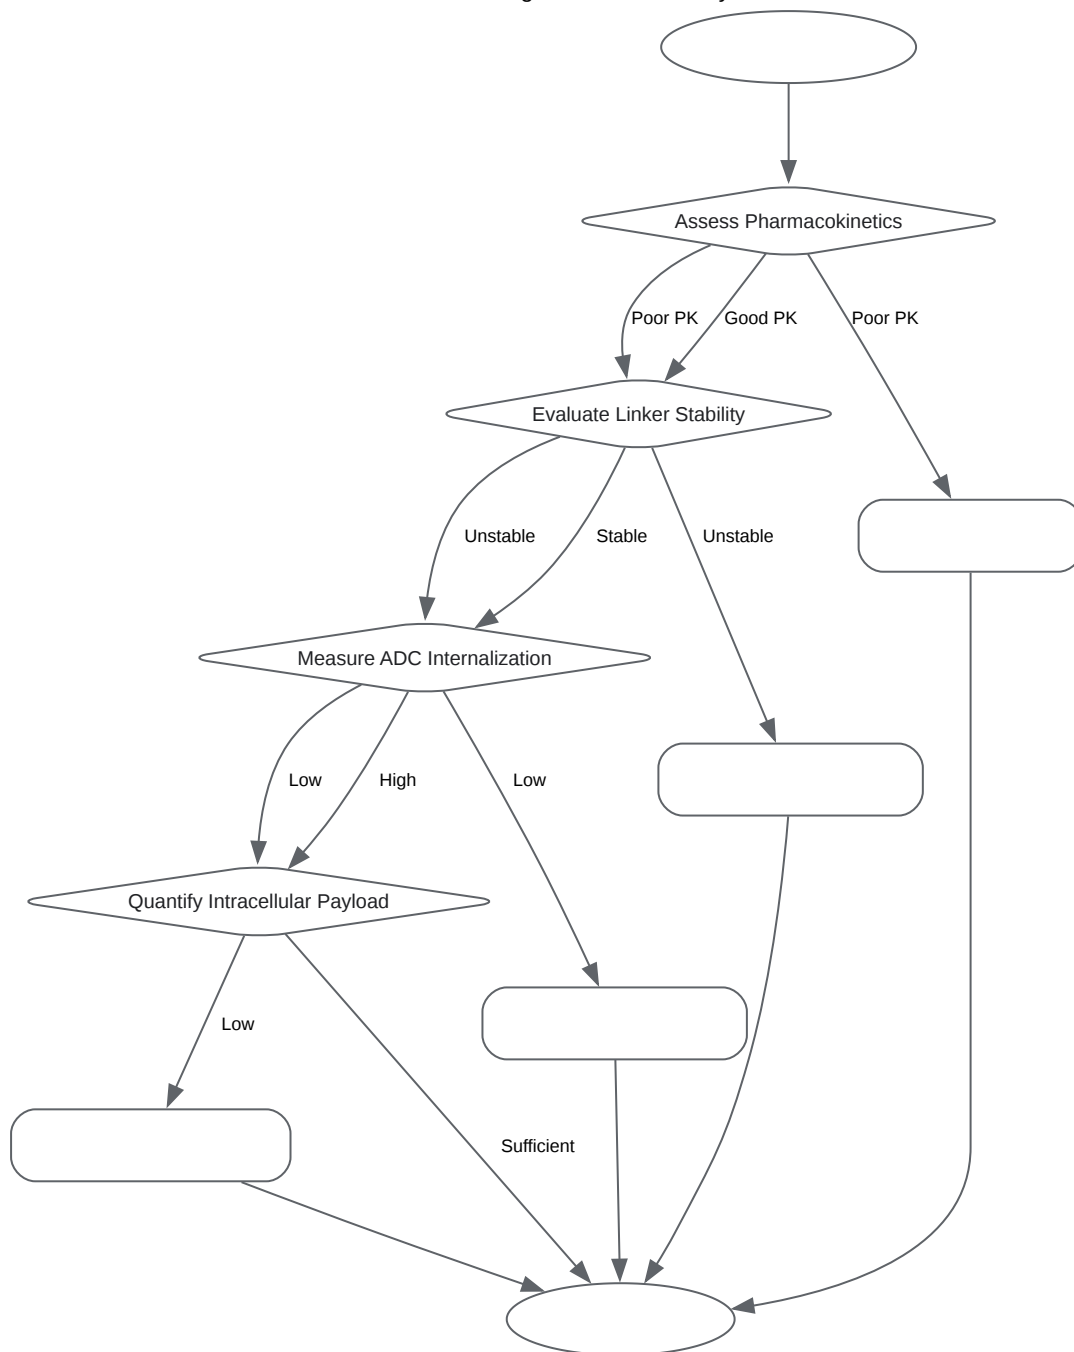 Assess Pharmacokinetics
Poor PK
Good PK
Poor PK
Evaluate Linker Stability
Unstable
Stable
Unstable
Measure ADC Internalization
Low
High
Low
Quantify Intracellular Payload
Low
Sufficient